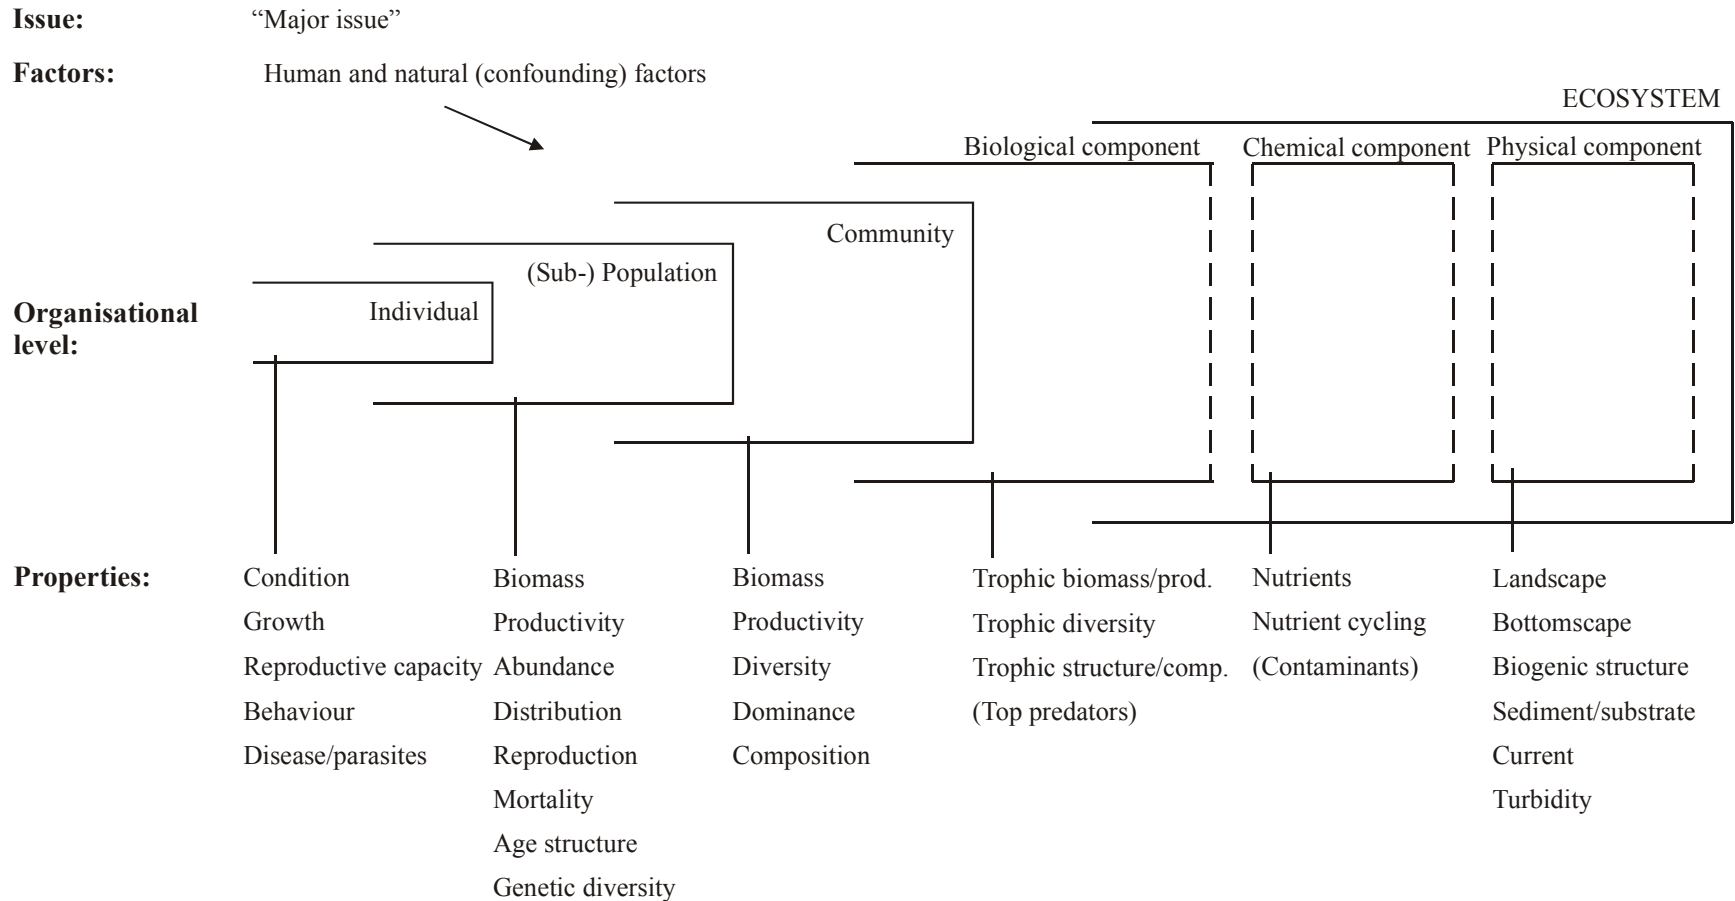 Issue: “Major issue”
Factors: Human and natural (confounding) factors
ECOSYSTEM
Biological component Chemical component Physical component
Community
(Sub-) Population
Individual
Organisational
level:
Properties:
Condition
Growth
Reproductive capacity
Behaviour
Disease/parasites
Biomass
Productivity
Abundance
Distribution
Reproduction
Mortality
Age structure
Genetic diversity
Biomass
Productivity
Diversity
Dominance
Composition
Trophic biomass/prod.
Trophic diversity
Trophic structure/comp.
(Top predators)
Nutrients
Nutrient cycling
(Contaminants)
Landscape
Bottomscape
Biogenic structure
Sediment/substrate
Current
Turbidity